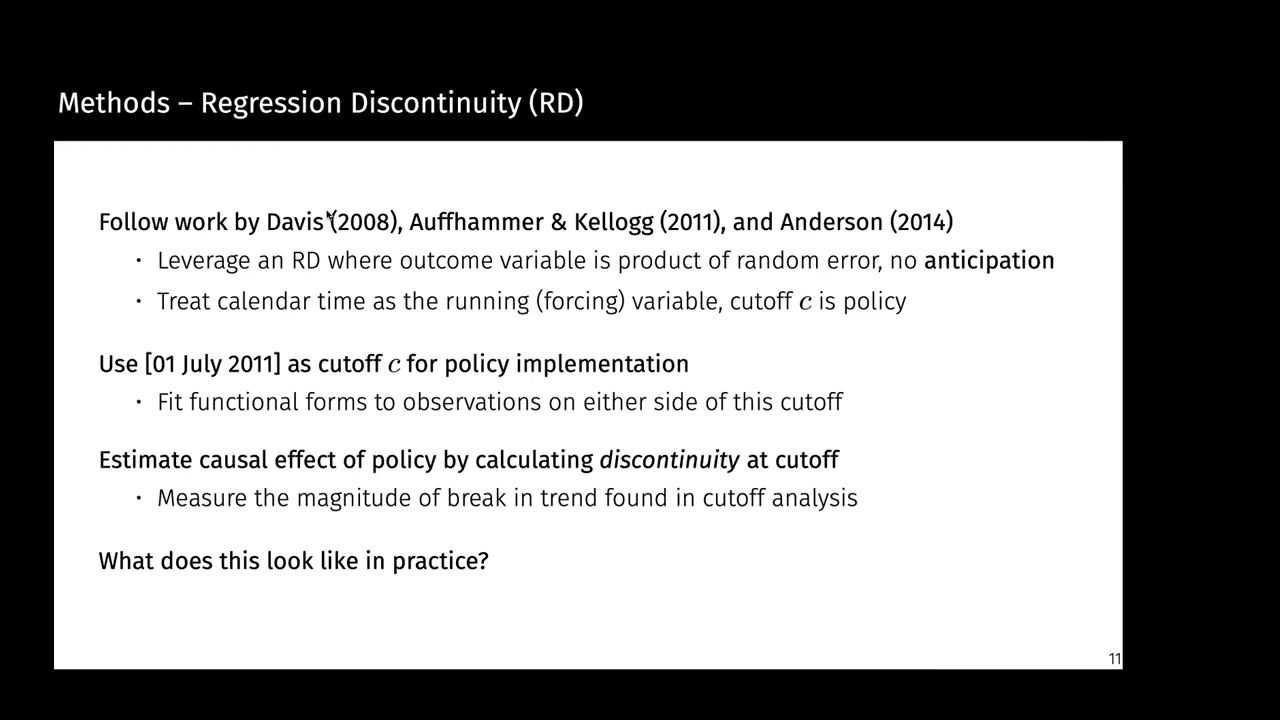 Methods – Regression Discontinuity (RD)
Follow work by Davis (2008), Auffhammer & Kellogg (2011), and Anderson (2014)
• Leverage an RD where outcome variable is product of random error, no anticipation
• Treat calendar time as the running (forcing) variable, cutoff c is policy
Use [01 July 2011] as cutoff c for policy implementation
• Fit functional forms to observations on either side of this cutoff
Estimate causal effect of policy by calculating discontinuity at cutoff
• Measure the magnitude of break in trend found in cutoff analysis
What does this look like in practice?
11